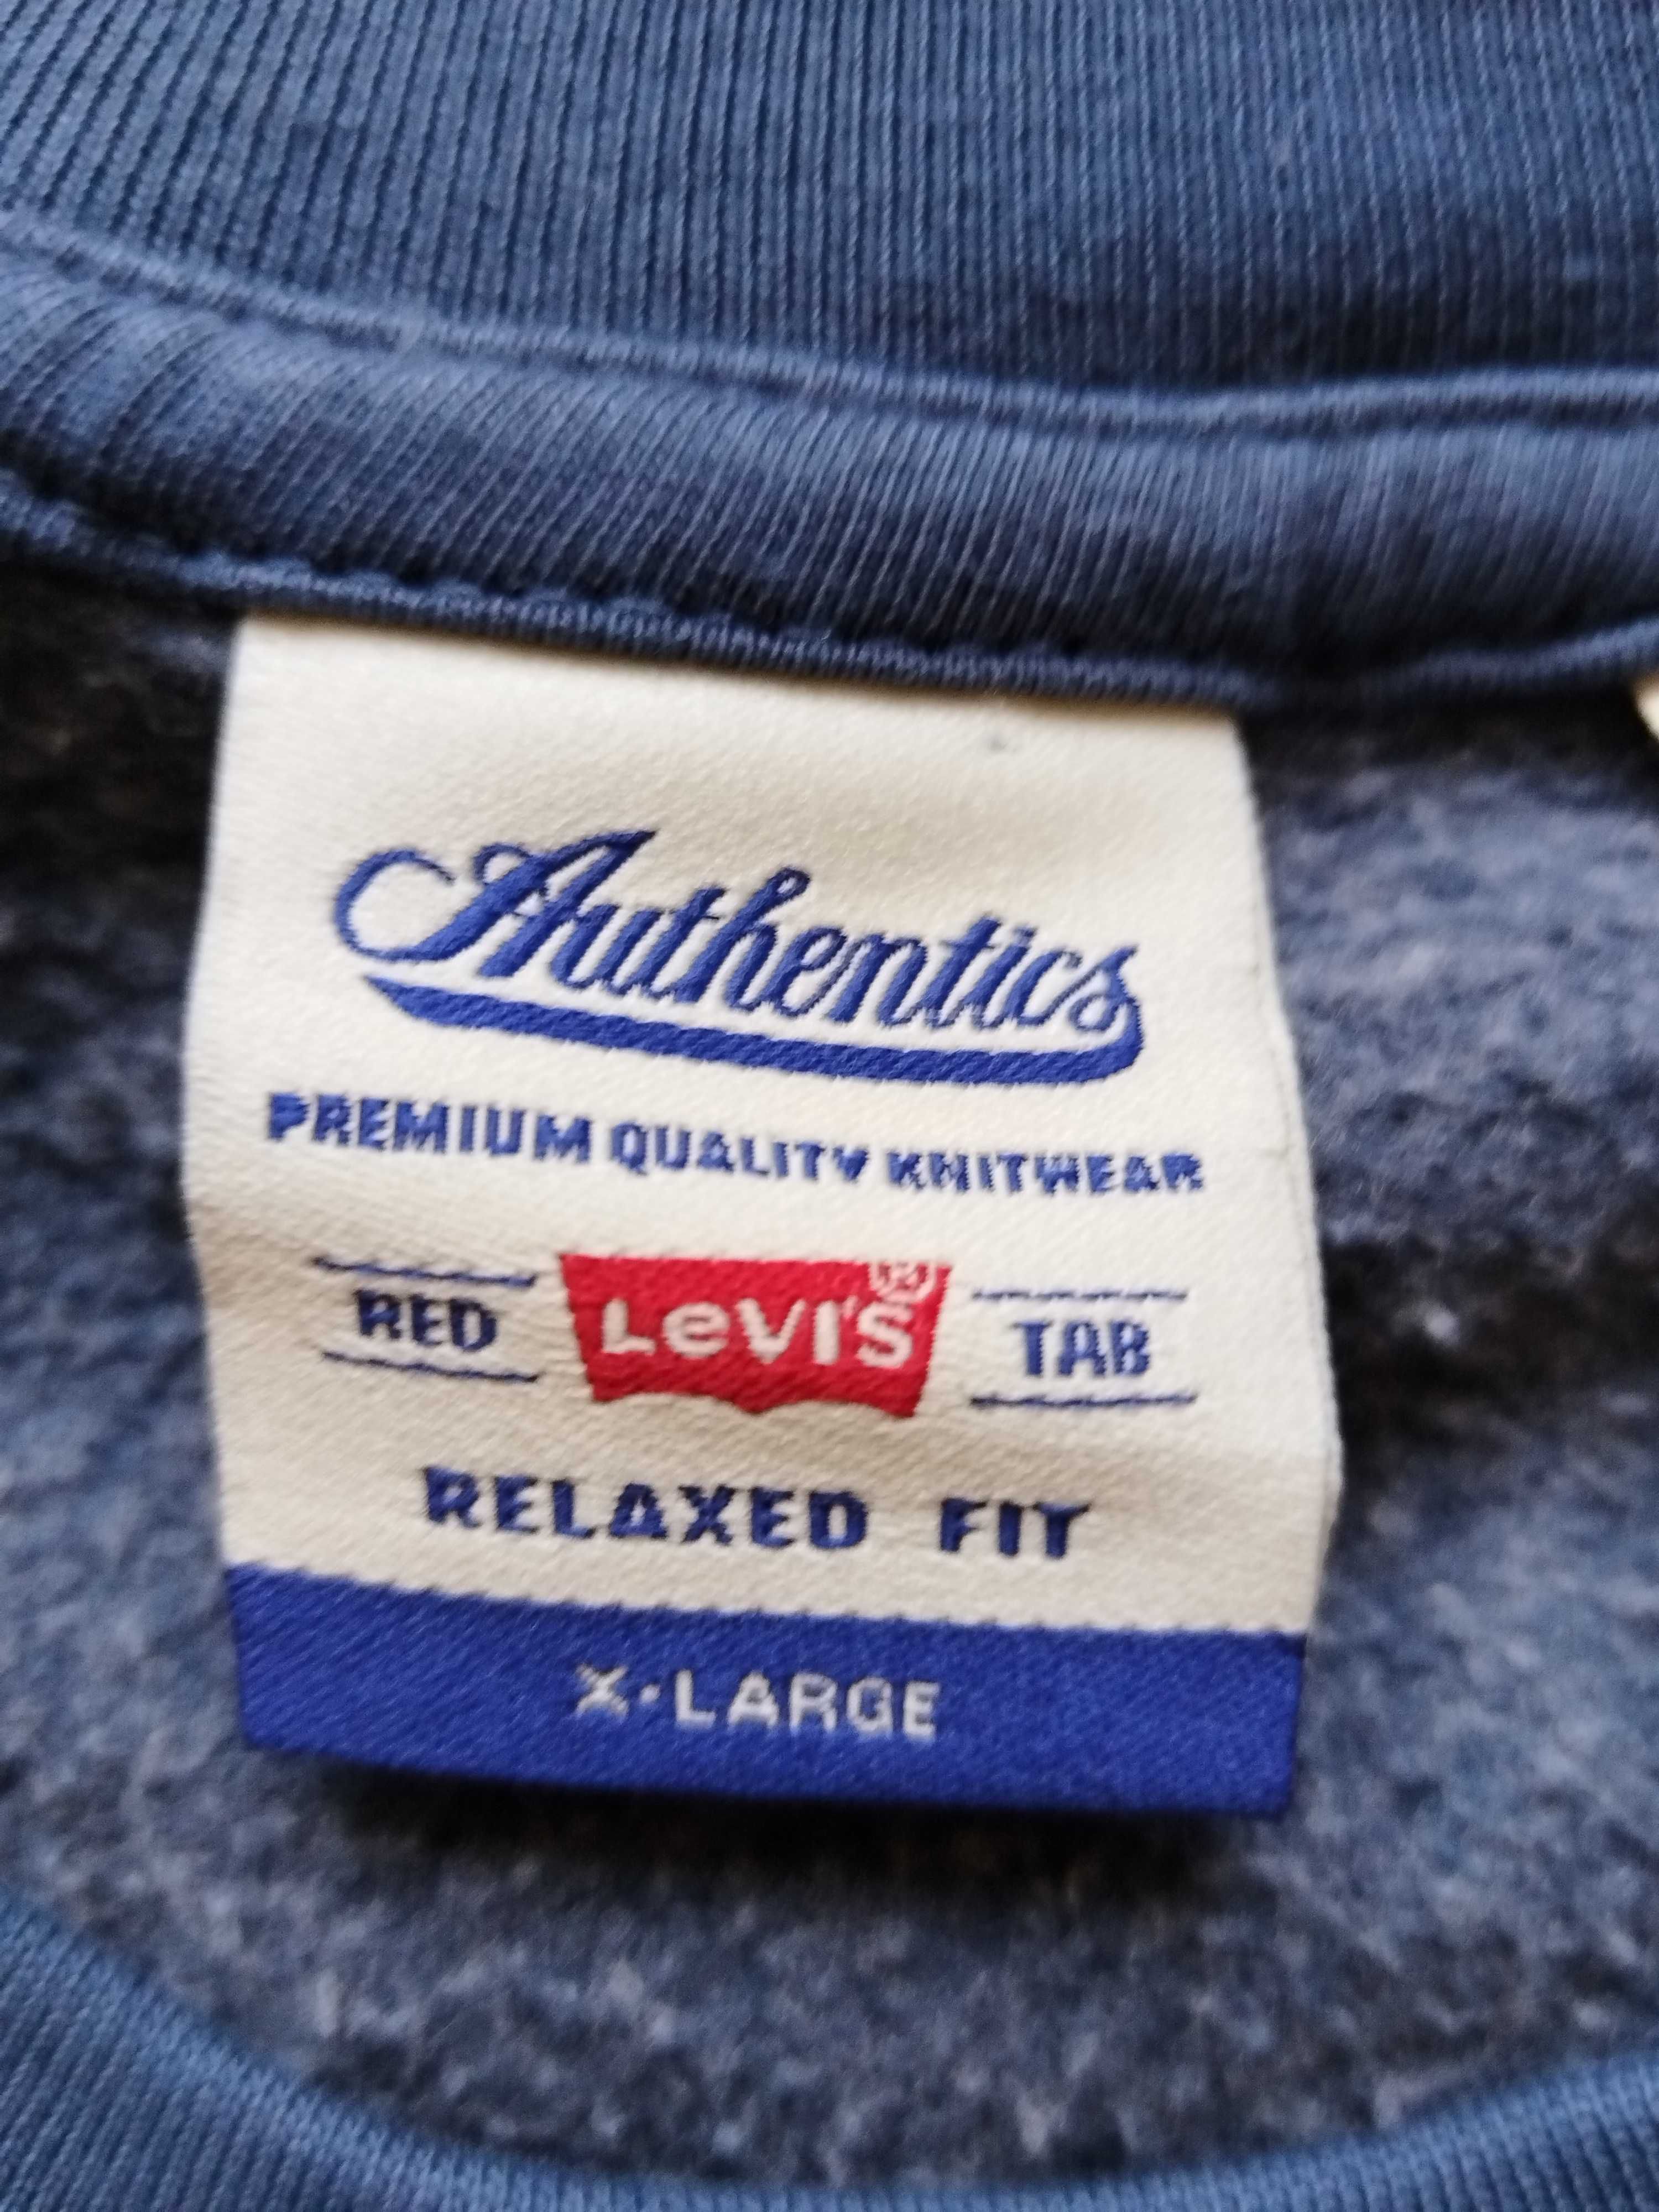 Authentics
PREMIUM QUALITY KNITWEAR
RED LEVI'S® TAB
RELAXED FIT
X-LARGE